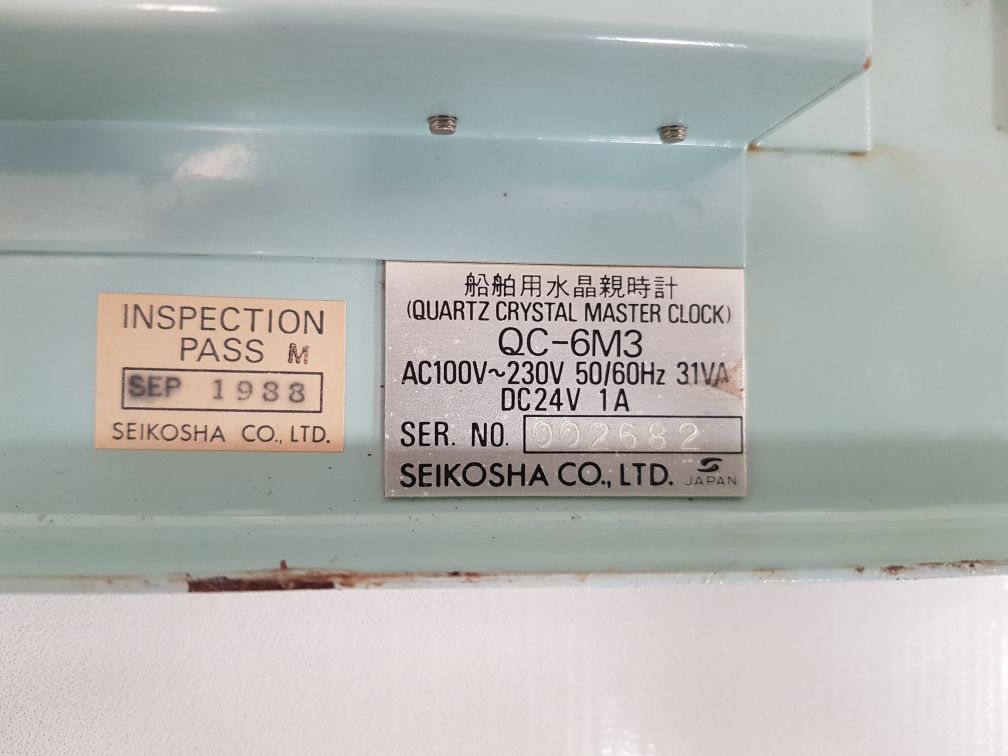 INSPECTION
PASS M
SEP 1988
SEIKOSHA CO., LTD.
船舶用水晶親時計
(QUARTZ CRYSTAL MASTER CLOCK)
QC-6M3
AC100V~230V 50/60Hz 31VA
DC24V 1A
SER. NO. 002682
SEIKOSHA CO., LTD. JAPAN